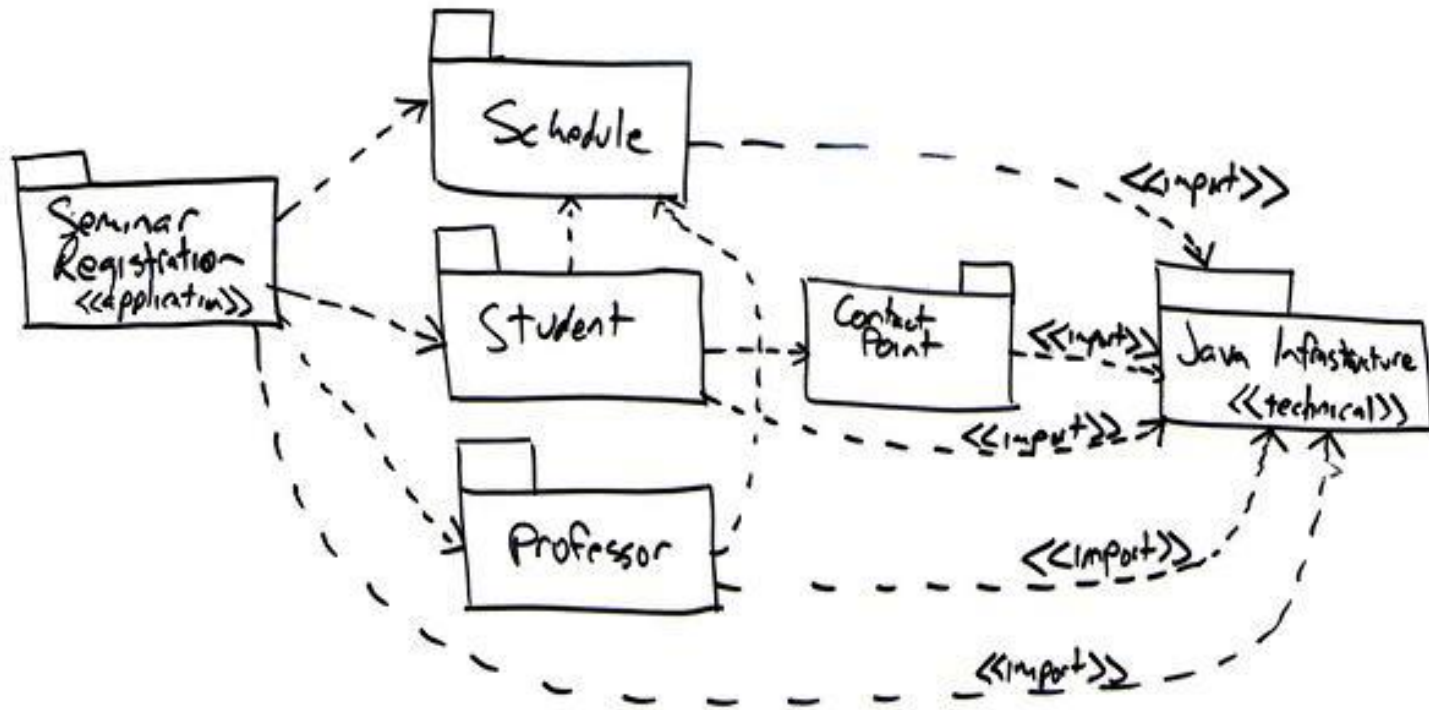 Schedule
<<import>>
Seminar
Registration
<<application>>
Student
Contact
Point
<<import>>
Java Infrastructure
<<technical>>
<<import>>
Professor
<<import>>
<<import>>